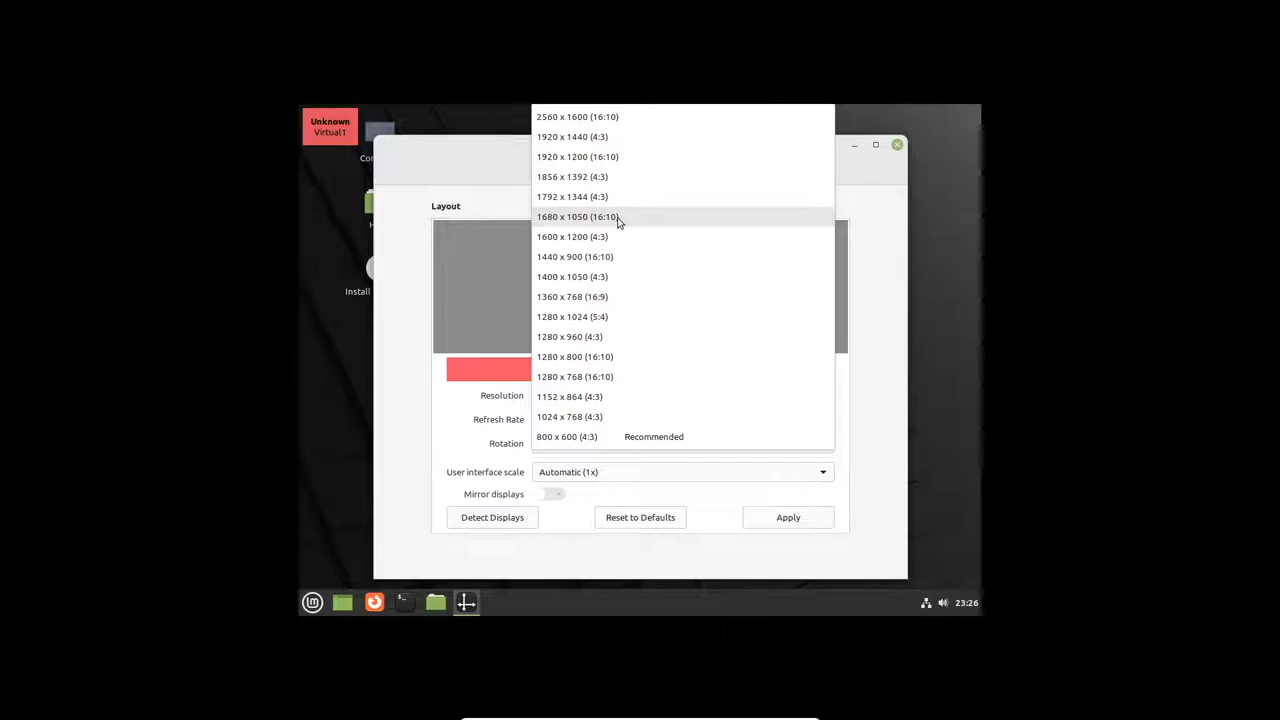 Unknown
Virtual1
Co
H
Install
Layout
2560 x 1600 (16:10)
1920 x 1440 (4:3)
1920 x 1200 (16:10)
1856 x 1392 (4:3)
1792 x 1344 (4:3)
1680 x 1050 (16:10)
1600 x 1200 (4:3)
1440 x 900 (16:10)
1400 x 1050 (4:3)
1360 x 768 (16:9)
1280 x 1024 (5:4)
1280 x 960 (4:3)
1280 x 800 (16:10)
1280 x 768 (16:10)
1152 x 864 (4:3)
1024 x 768 (4:3)
800 x 600 (4:3) Recommended
Resolution
Refresh Rate
Rotation
User interface scale Automatic (1x)
Mirror displays
Detect Displays Reset to Defaults Apply
23:26